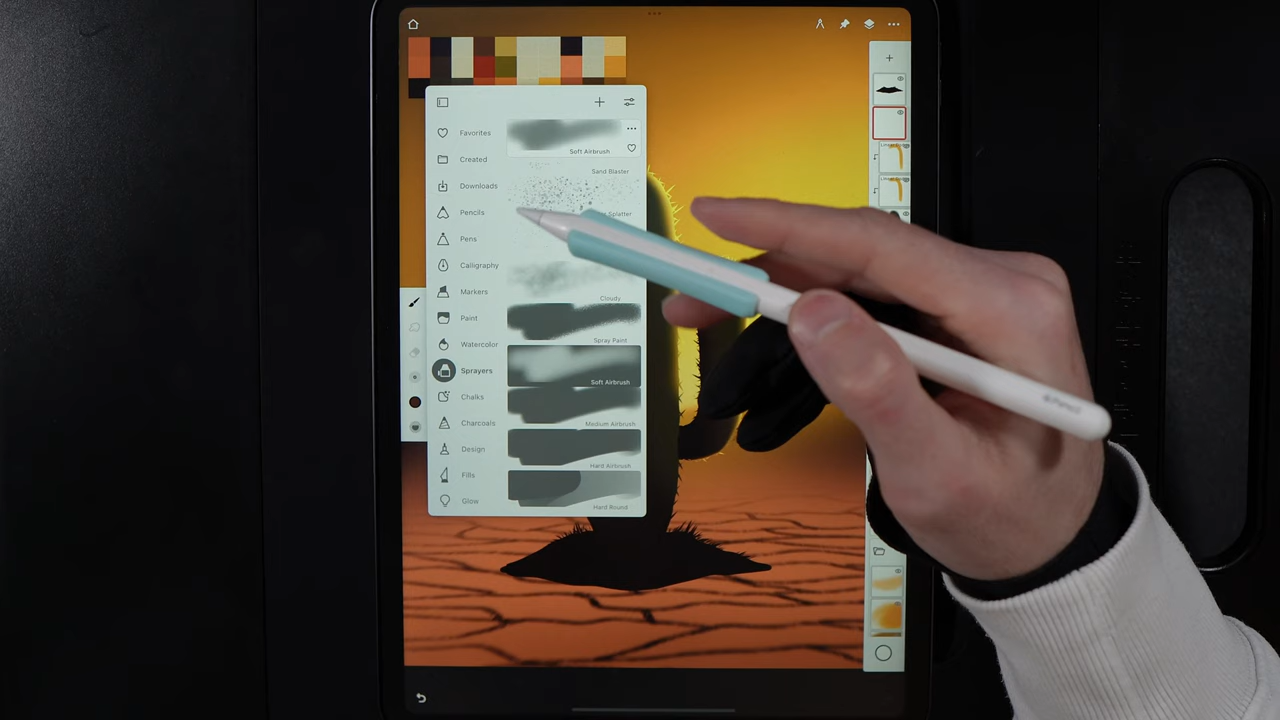 Favorites
Soft Airbrush
Created
Sand Blaster
Downloads
Pencils
Splatter
Pens
Calligraphy
Markers
Cloudy
Paint
Spray Paint
Watercolor
Sprayers
Soft Airbrush
Chalks
Charcoals
Medium Airbrush
Design
Hard Airbrush
Fills
Glow
Hard Round